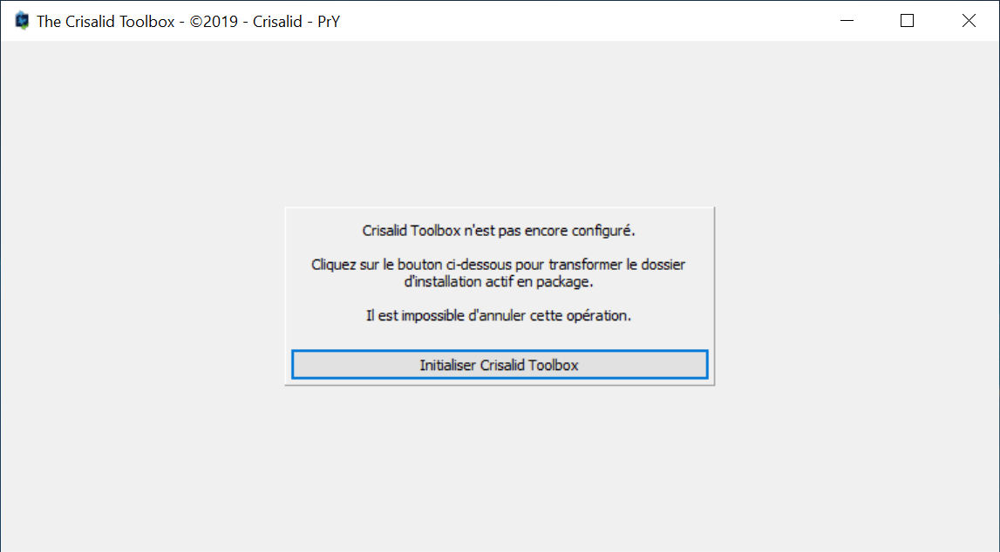 The Crisalid Toolbox - ©2019 - Crisalid - PrY
Crisalid Toolbox n'est pas encore configuré.
Cliquez sur le bouton ci-dessous pour transformer le dossier
d'installation actif en package.
Il est impossible d'annuler cette opération.
Initialiser Crisalid Toolbox